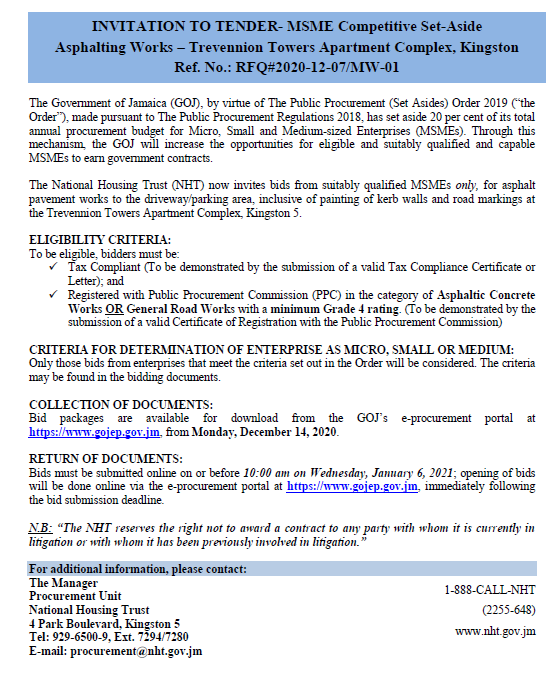 INVITATION TO TENDER- MSME Competitive Set-Aside
Asphalting Works – Trevennion Towers Apartment Complex, Kingston
Ref. No.: RFQ#2020-12-07/MW-01
The Government of Jamaica (GOJ), by virtue of The Public Procurement (Set Asides) Order 2019 (“the
Order”), made pursuant to The Public Procurement Regulations 2018, has set aside 20 per cent of its total
annual procurement budget for Micro, Small and Medium-sized Enterprises (MSMEs). Through this
mechanism, the GOJ will increase the opportunities for eligible and suitably qualified and capable
MSMEs to earn government contracts.
The National Housing Trust (NHT) now invites bids from suitably qualified MSMEs only, for asphalt
pavement works to the driveway/parking area, inclusive of painting of kerb walls and road markings at
the Trevennion Towers Apartment Complex, Kingston 5.
ELIGIBILITY CRITERIA:
To be eligible, bidders must be:
✓ Tax Compliant (To be demonstrated by the submission of a valid Tax Compliance Certificate or
Letter); and
✓ Registered with Public Procurement Commission (PPC) in the category of Asphaltic Concrete
Works OR General Road Works with a minimum Grade 4 rating. (To be demonstrated by the
submission of a valid Certificate of Registration with the Public Procurement Commission)
CRITERIA FOR DETERMINATION OF ENTERPRISE AS MICRO, SMALL OR MEDIUM:
Only those bids from enterprises that meet the criteria set out in the Order will be considered. The criteria
may be found in the bidding documents.
COLLECTION OF DOCUMENTS:
Bid packages are available for download from the GOJ’s e-procurement portal at
https://www.gojep.gov.jm, from Monday, December 14, 2020.
RETURN OF DOCUMENTS:
Bids must be submitted online on or before 10:00 am on Wednesday, January 6, 2021; opening of bids
will be done online via the e-procurement portal at https://www.gojep.gov.jm, immediately following
the bid submission deadline.
N.B: “The NHT reserves the right not to award a contract to any party with whom it is currently in
litigation or with whom it has been previously involved in litigation.”
For additional information, please contact:
The Manager
Procurement Unit
National Housing Trust
4 Park Boulevard, Kingston 5
Tel: 929-6500-9, Ext. 7294/7280
E-mail: procurement@nht.gov.jm
1-888-CALL-NHT
(2255-648)
www.nht.gov.jm